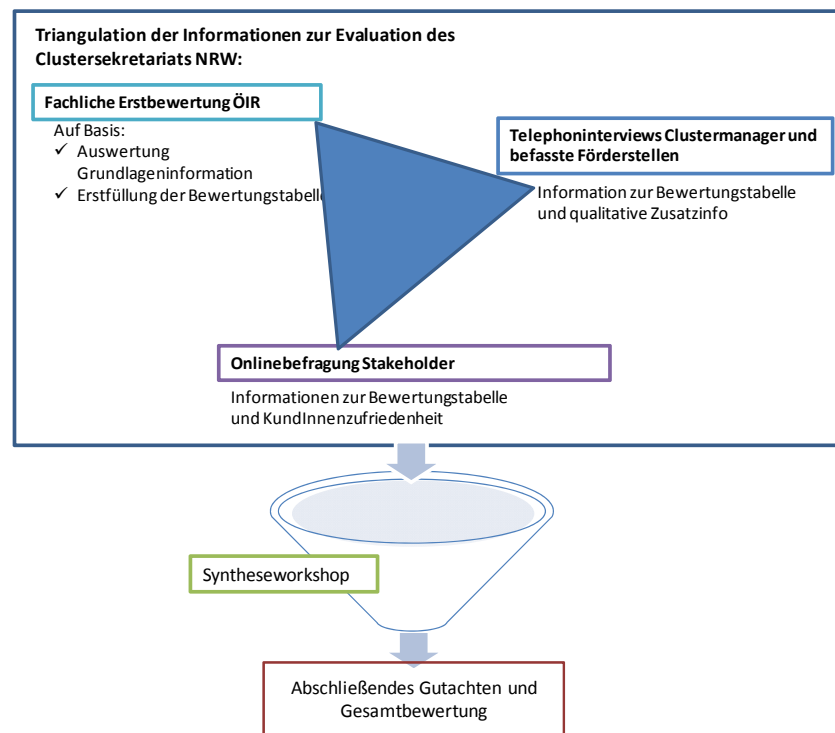 Triangulation der Informationen zur Evaluation des
Clustersekretariats NRW:
Fachliche Erstbewertung ÖIR
Auf Basis:
✓ Auswertung
Grundlageninformation
✓ Erstfüllung der Bewertungstabelle
Telephoninterviews Clustermanager und
befasste Förderstellen
Information zur Bewertungstabelle
und qualitative Zusatzinfo
Onlinebefragung Stakeholder
Informationen zur Bewertungstabelle
und KundInnenzufriedenheit
Syntheseworkshop
Abschließendes Gutachten und
Gesamtbewertung